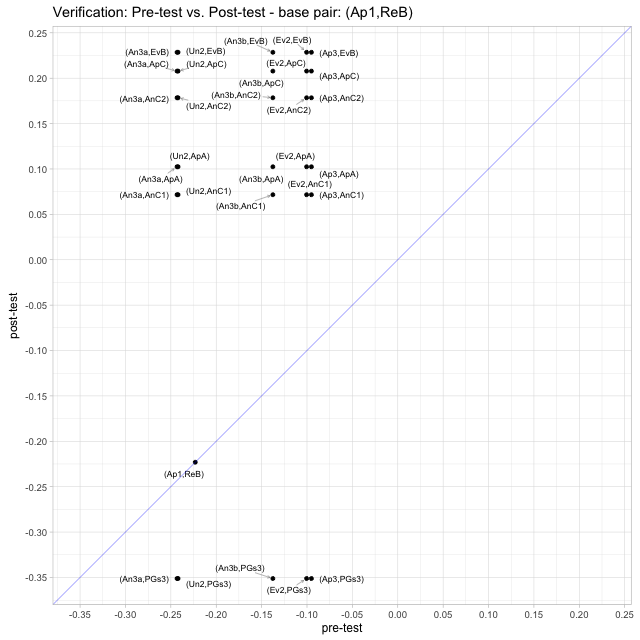 Verification: Pre-test vs. Post-test - base pair: (Ap1,ReB)
0.25
(An3b,EvB) (Ev2,EvB)
(An3a,EvB) (Un2,EvB) (Ap3,EvB)
(An3a,ApC) (Un2,ApC) (Ev2,ApC)
0.20 (Ap3,ApC)
(An3b,ApC)
(An3a,AnC2) (An3b,AnC2) (Ap3,AnC2)
(Un2,AnC2) (Ev2,AnC2)
0.15
(Un2,ApA) (Ev2,ApA)
0.10
(An3a,ApA) (An3b,ApA) (Ap3,ApA)
(Ev2,AnC1)
(An3a,AnC1) (Un2,AnC1) (Ap3,AnC1)
(An3b,AnC1)
0.05
0.00
-0.05
post-test
-0.10
-0.15
-0.20
(Ap1,ReB)
-0.25
-0.30
(An3b,PGs3)
-0.35 (An3a,PGs3) (Ap3,PGs3)
(Un2,PGs3) (Ev2,PGs3)
-0.35 -0.30 -0.25 -0.20 -0.15 -0.10 -0.05 0.00 0.05 0.10 0.15 0.20 0.25
pre-test